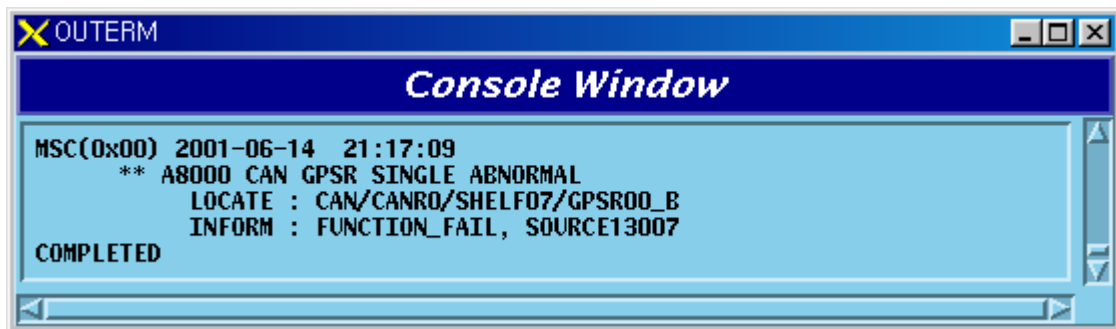 OUTERM
Console Window
MSC(0x00) 2001-06-14 21:17:09
** A8000 CAN GPSR SINGLE ABNORMAL
LOCATE : CAN/CANR0/SHELF07/GPSR00_B
INFORM : FUNCTION_FAIL, SOURCE13007
COMPLETED